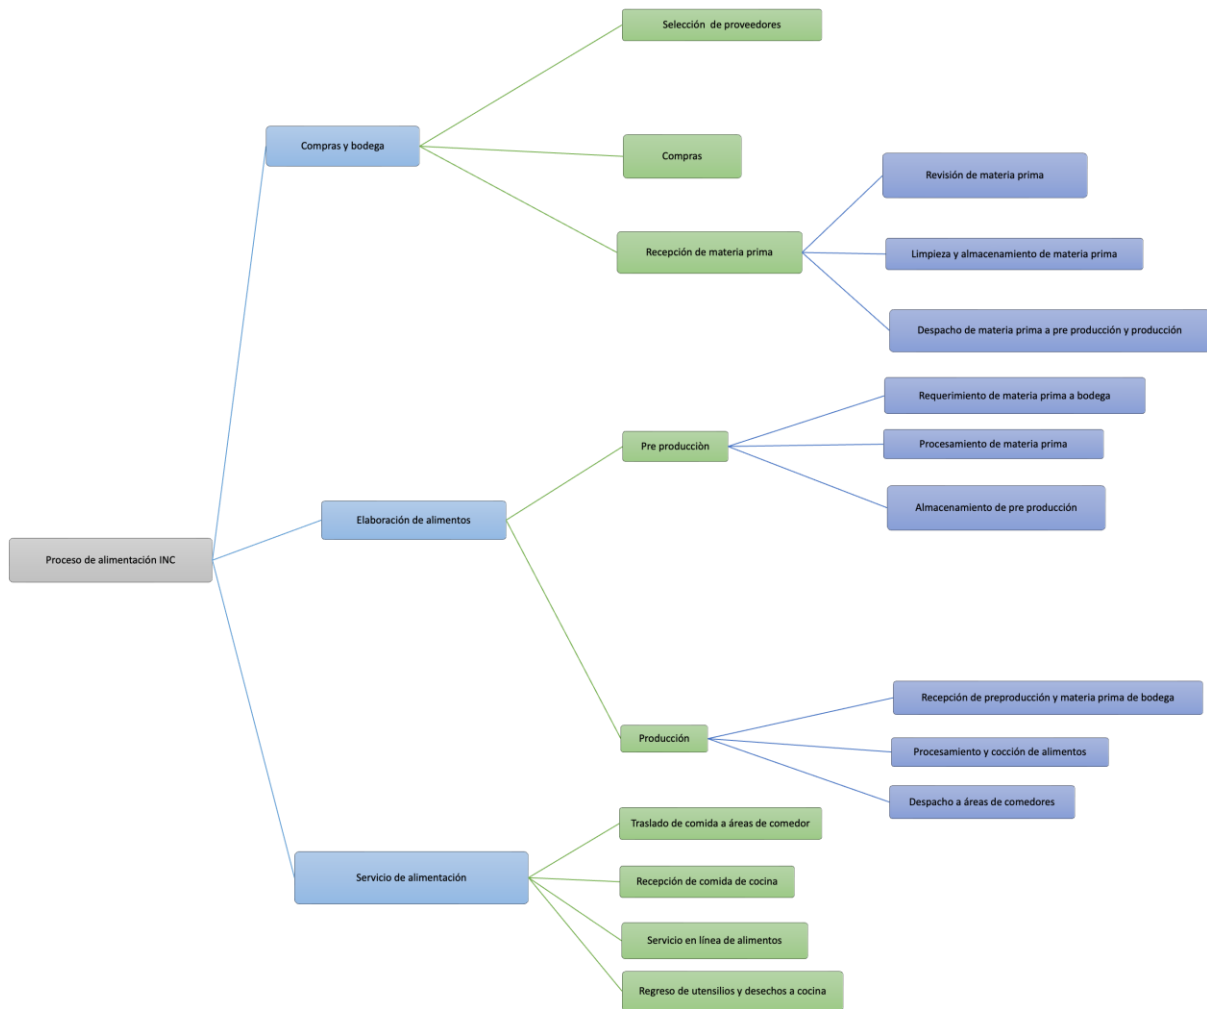 Proceso de alimentación INC
Compras y bodega
Selección  de proveedores
Compras
Recepción de materia prima
Revisión de materia prima
Limpieza y almacenamiento de materia prima
Despacho de materia prima a pre producción y producción
Elaboración de alimentos
Pre producciòn
Requerimiento de materia prima a bodega
Procesamiento de materia prima
Almacenamiento de pre producción
Producción
Recepción de preproducción y materia prima de bodega
Procesamiento y cocción de alimentos
Despacho a áreas de comedores
Servicio de alimentación
Traslado de comida a áreas de comedor
Recepción de comida de cocina
Servicio en línea de alimentos
Regreso de utensilios y desechos a cocina